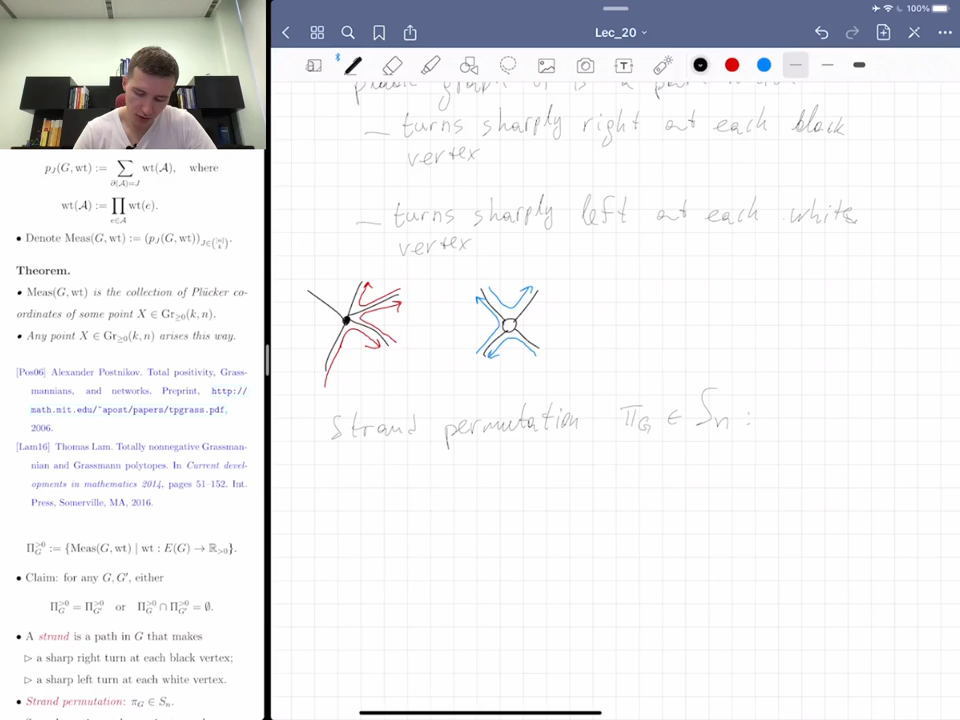 100%
Lec_20
p_J(G, wt) := ∑_{∂(A)=J} wt(A), where
wt(A) := ∏_{e∈A} wt(e).
• Denote Meas(G, wt) := (p_J(G, wt))_{J∈([n] k)}.
Theorem.
• Meas(G, wt) is the collection of Plücker co-
ordinates of some point X ∈ Gr≥0(k, n).
• Any point X ∈ Gr≥0(k, n) arises this way.
[Pos06] Alexander Postnikov. Total positivity, Grass-
mannians, and networks. Preprint, http://
math.mit.edu/~apost/papers/tpgrass.pdf,
2006.
[Lam16] Thomas Lam. Totally nonnegative Grassman-
nian and Grassmann polytopes. In Current devel-
opments in mathematics 2014, pages 51–152. Int.
Press, Somerville, MA, 2016.
Π_G^{>0} := {Meas(G, wt) | wt : E(G) → ℝ_{>0}}.
• Claim: for any G, G′, either
Π_G^{>0} = Π_{G′}^{>0} or Π_G^{>0} ∩ Π_{G′}^{>0} = ∅.
• A strand is a path in G that makes
▷ a sharp right turn at each black vertex;
▷ a sharp left turn at each white vertex.
• Strand permutation: π_G ∈ S_n.
— turns sharply right at each black
vertex
— turns sharply left at each white
vertex
Strand permutation π_G ∈ S_n :